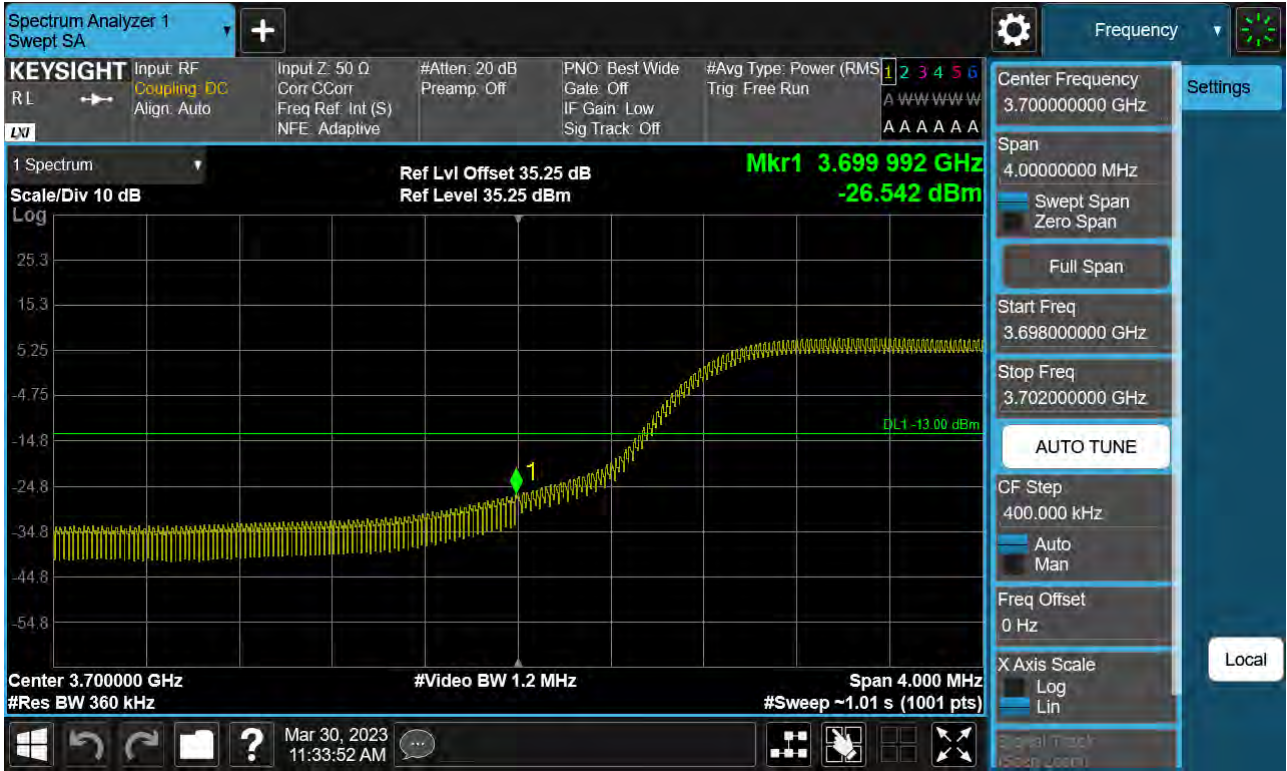 Spectrum Analyzer 1
Swept SA
+
Frequency
KEYSIGHT
RL
LXI
Input: RF
Coupling: DC
Align: Auto
Input Z: 50 Ω
Corr CCorr
Freq Ref: Int (S)
NFE: Adaptive
#Atten: 20 dB
Preamp: Off
PNO: Best Wide
Gate: Off
IF Gain: Low
Sig Track: Off
#Avg Type: Power (RMS
Trig: Free Run
1 2 3 4 5 6
A W W W W W
A A A A A A
1 Spectrum
Scale/Div 10 dB
Log
Ref Lvl Offset 35.25 dB
Ref Level 35.25 dBm
Mkr1 3.699 992 GHz
-26.542 dBm
25.3
15.3
5.25
-4.75
-14.8
-24.8
-34.8
-44.8
-54.8
DL1 -13.00 dBm
1
Center 3.700000 GHz
#Res BW 360 kHz
#Video BW 1.2 MHz
Span 4.000 MHz
#Sweep ~1.01 s (1001 pts)
Center Frequency
3.700000000 GHz
Span
4.00000000 MHz
Swept Span
Zero Span
Full Span
Start Freq
3.698000000 GHz
Stop Freq
3.702000000 GHz
AUTO TUNE
CF Step
400.000 kHz
Auto
Man
Freq Offset
0 Hz
X Axis Scale
Log
Lin
Signal Track
(Span Zoom)
Settings
Local
?
Mar 30, 2023
11:33:52 AM